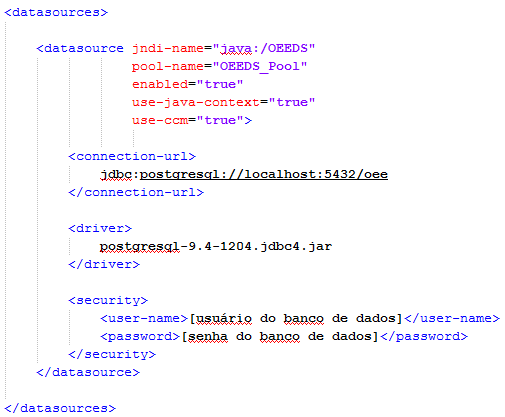 <datasources>
<datasource jndi-name="java:/OEEDS"
pool-name="OEEDS_Pool"
enabled="true"
use-java-context="true"
use-ccm="true">
<connection-url>
jdbc:postgresql://localhost:5432/oee
</connection-url>
<driver>
postgresql-9.4-1204.jdbc4.jar
</driver>
<security>
<user-name>[usuário do banco de dados]</user-name>
<password>[senha do banco de dados]</password>
</security>
</datasource>
</datasources>